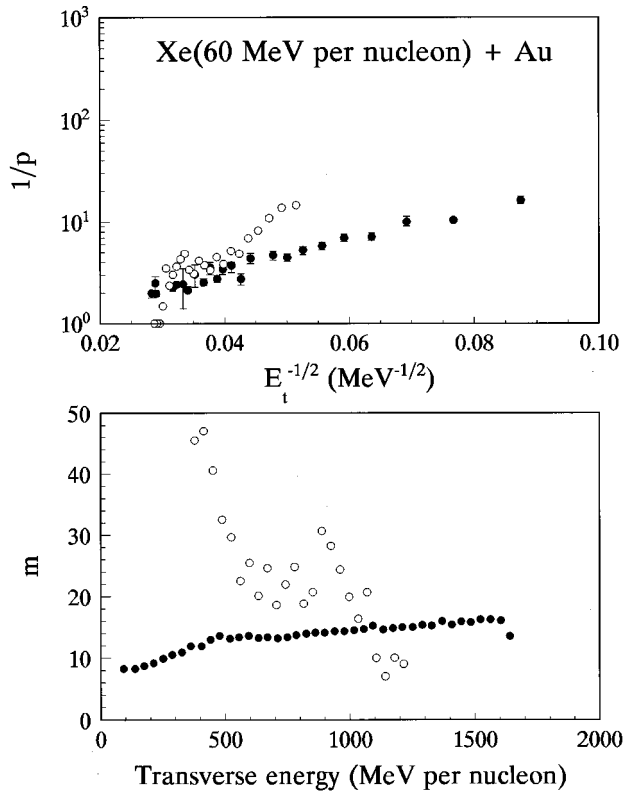 10³
Xe(60 MeV per nucleon) + Au
10²
1/p
10¹
10⁰
0.02 0.04 0.06 0.08 0.10
Eₜ⁻¹/² (MeV⁻¹/²)
50
40
30
m
20
10
0
0 500 1000 1500 2000
Transverse energy (MeV per nucleon)